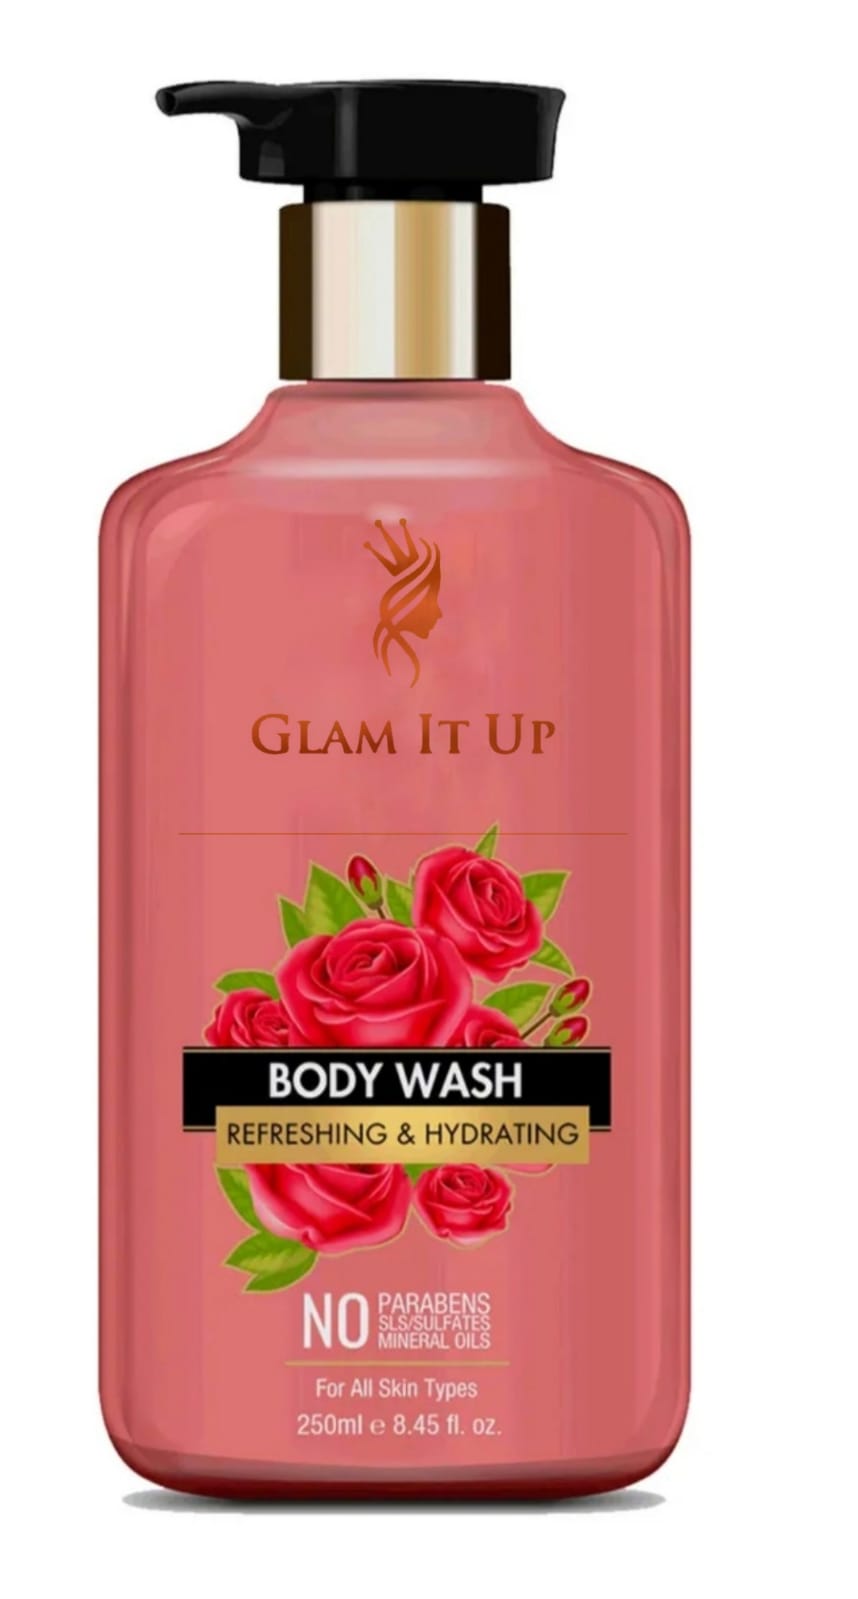 GLAM IT UP
BODY WASH
REFRESHING & HYDRATING
NO PARABENS
SLS/SULFATES
MINERAL OILS
For All Skin Types
250ml e 8.45 fl. oz.